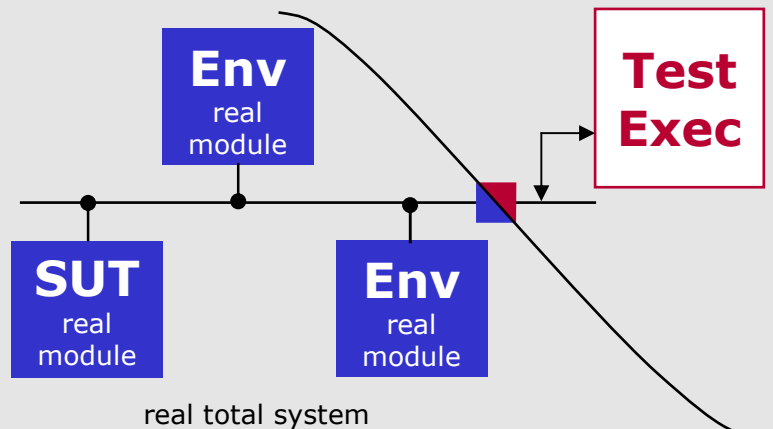 Env
real
module
Test
Exec
SUT
real
module
Env
real
module
real total system